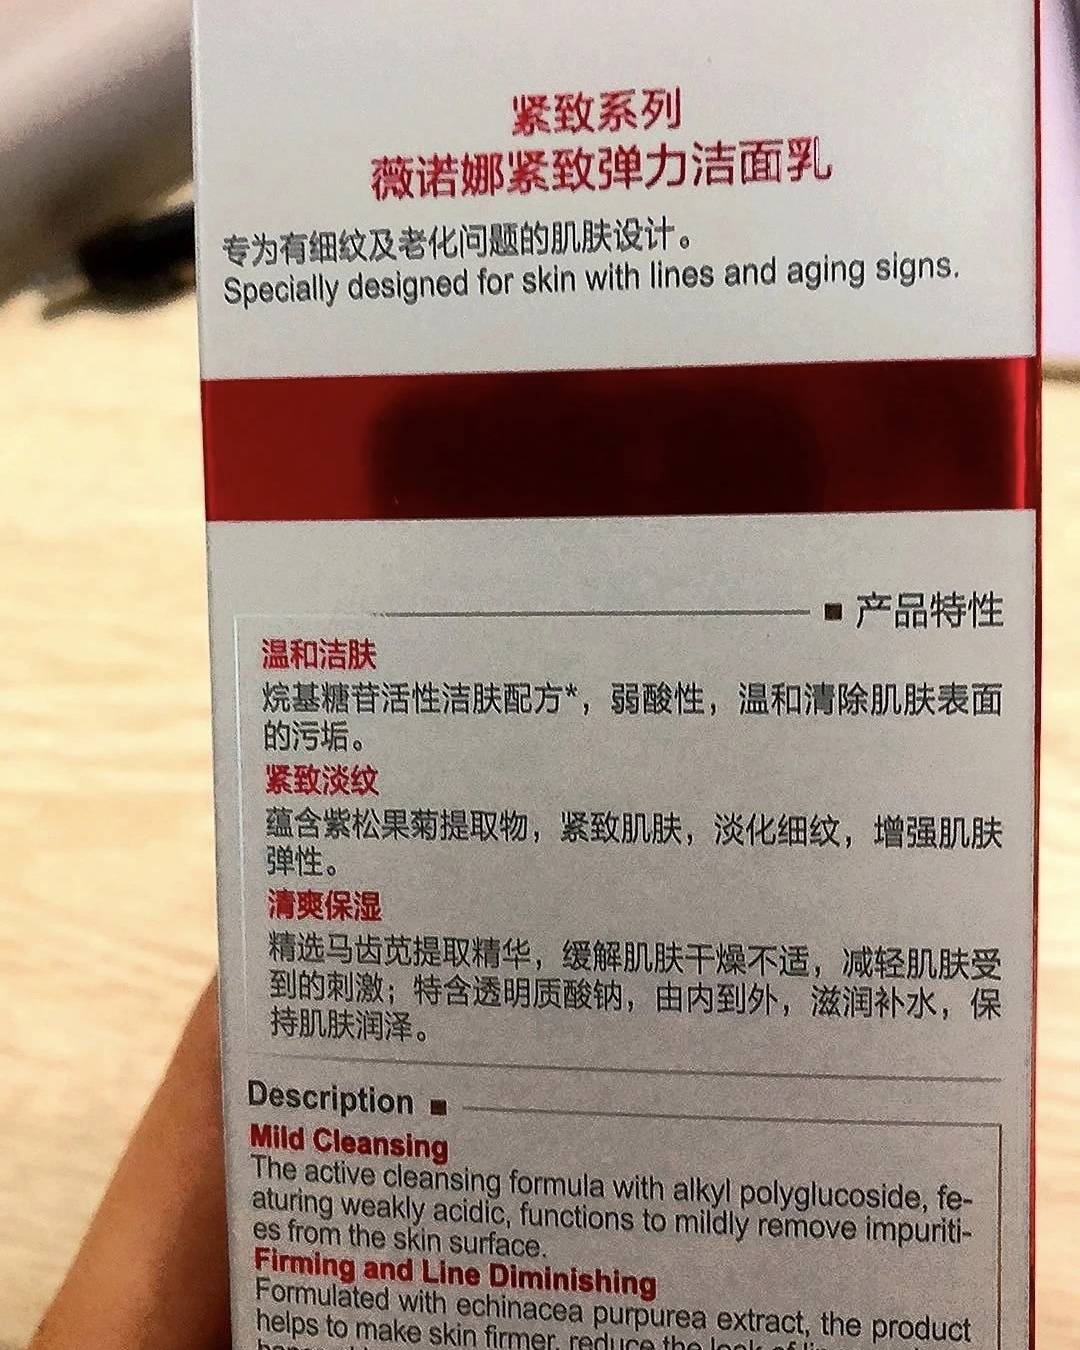 紧致系列
薇诺娜紧致弹力洁面乳
专为有细纹及老化问题的肌肤设计。
Specially designed for skin with lines and aging signs.
产品特性
温和洁肤
烷基糖苷活性洁肤配方*，弱酸性，温和清除肌肤表面
的污垢。
紧致淡纹
蕴含紫松果菊提取物，紧致肌肤，淡化细纹，增强肌肤
弹性。
清爽保湿
精选马齿苋提取精华，缓解肌肤干燥不适，减轻肌肤受
到的刺激；特含透明质酸钠，由内到外，滋润补水，保
持肌肤润泽。
Description
Mild Cleansing
The active cleansing formula with alkyl polyglucoside, fe-
aturing weakly acidic, functions to mildly remove impuriti-
es from the skin surface.
Firming and Line Diminishing
Formulated with echinacea purpurea extract, the product
helps to make skin firmer, reduce the look of